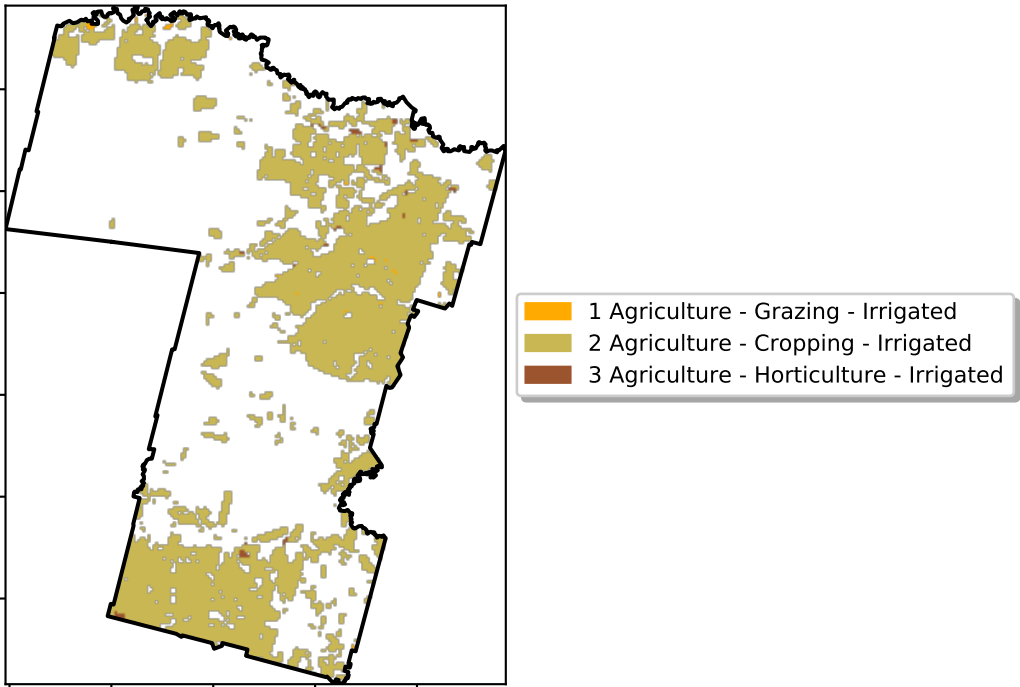 1 Agriculture - Grazing - Irrigated
2 Agriculture - Cropping - Irrigated
3 Agriculture - Horticulture - Irrigated